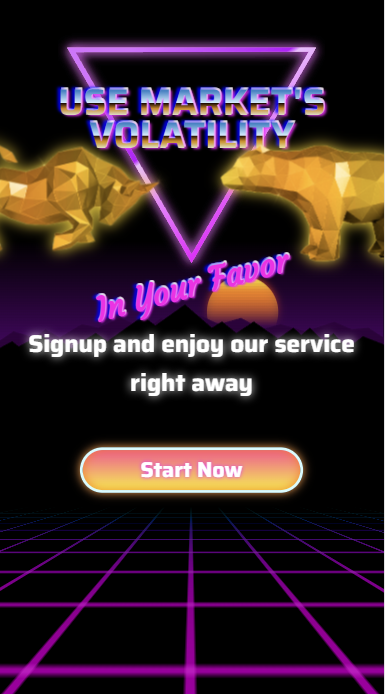 USE MARKET'S
VOLATILITY
In Your Favor
Signup and enjoy our service
right away
Start Now